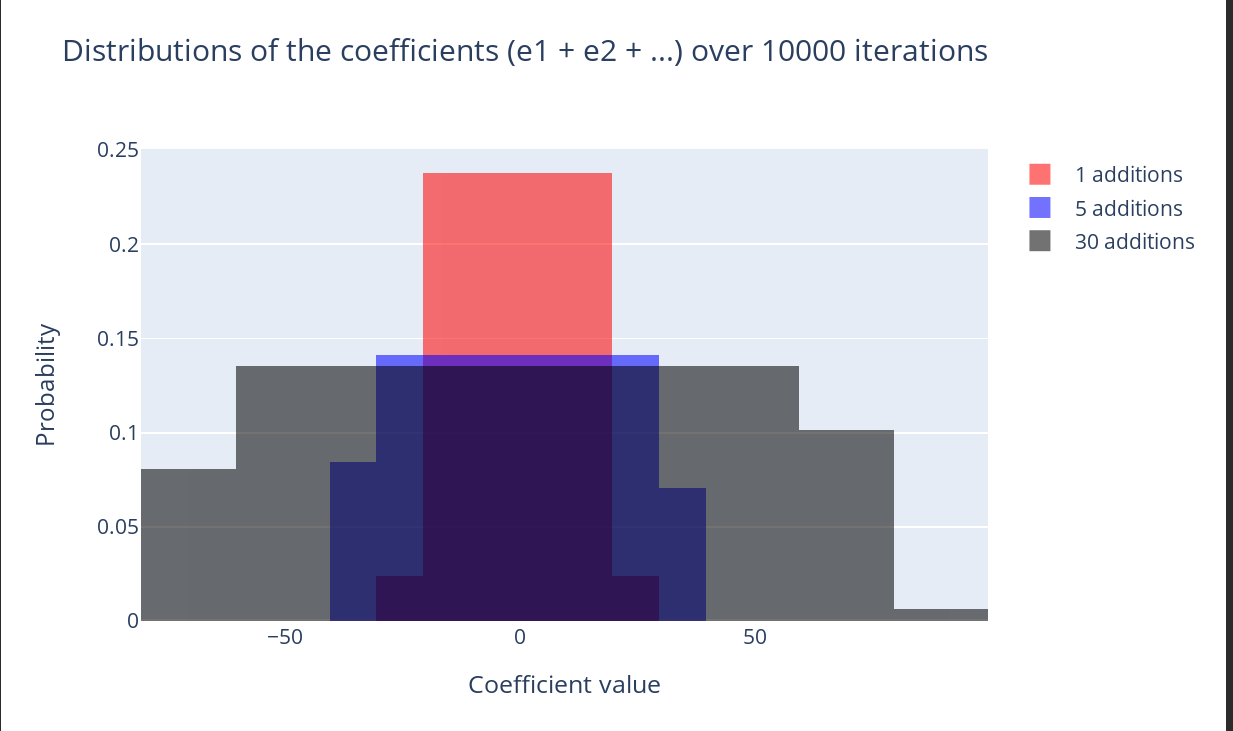 Distributions of the coefficients (e1 + e2 + ...) over 10000 iterations
0.25
0.2
0.15
0.1
0.05
0
Probability
−50
0
50
Coefficient value
1 additions
5 additions
30 additions